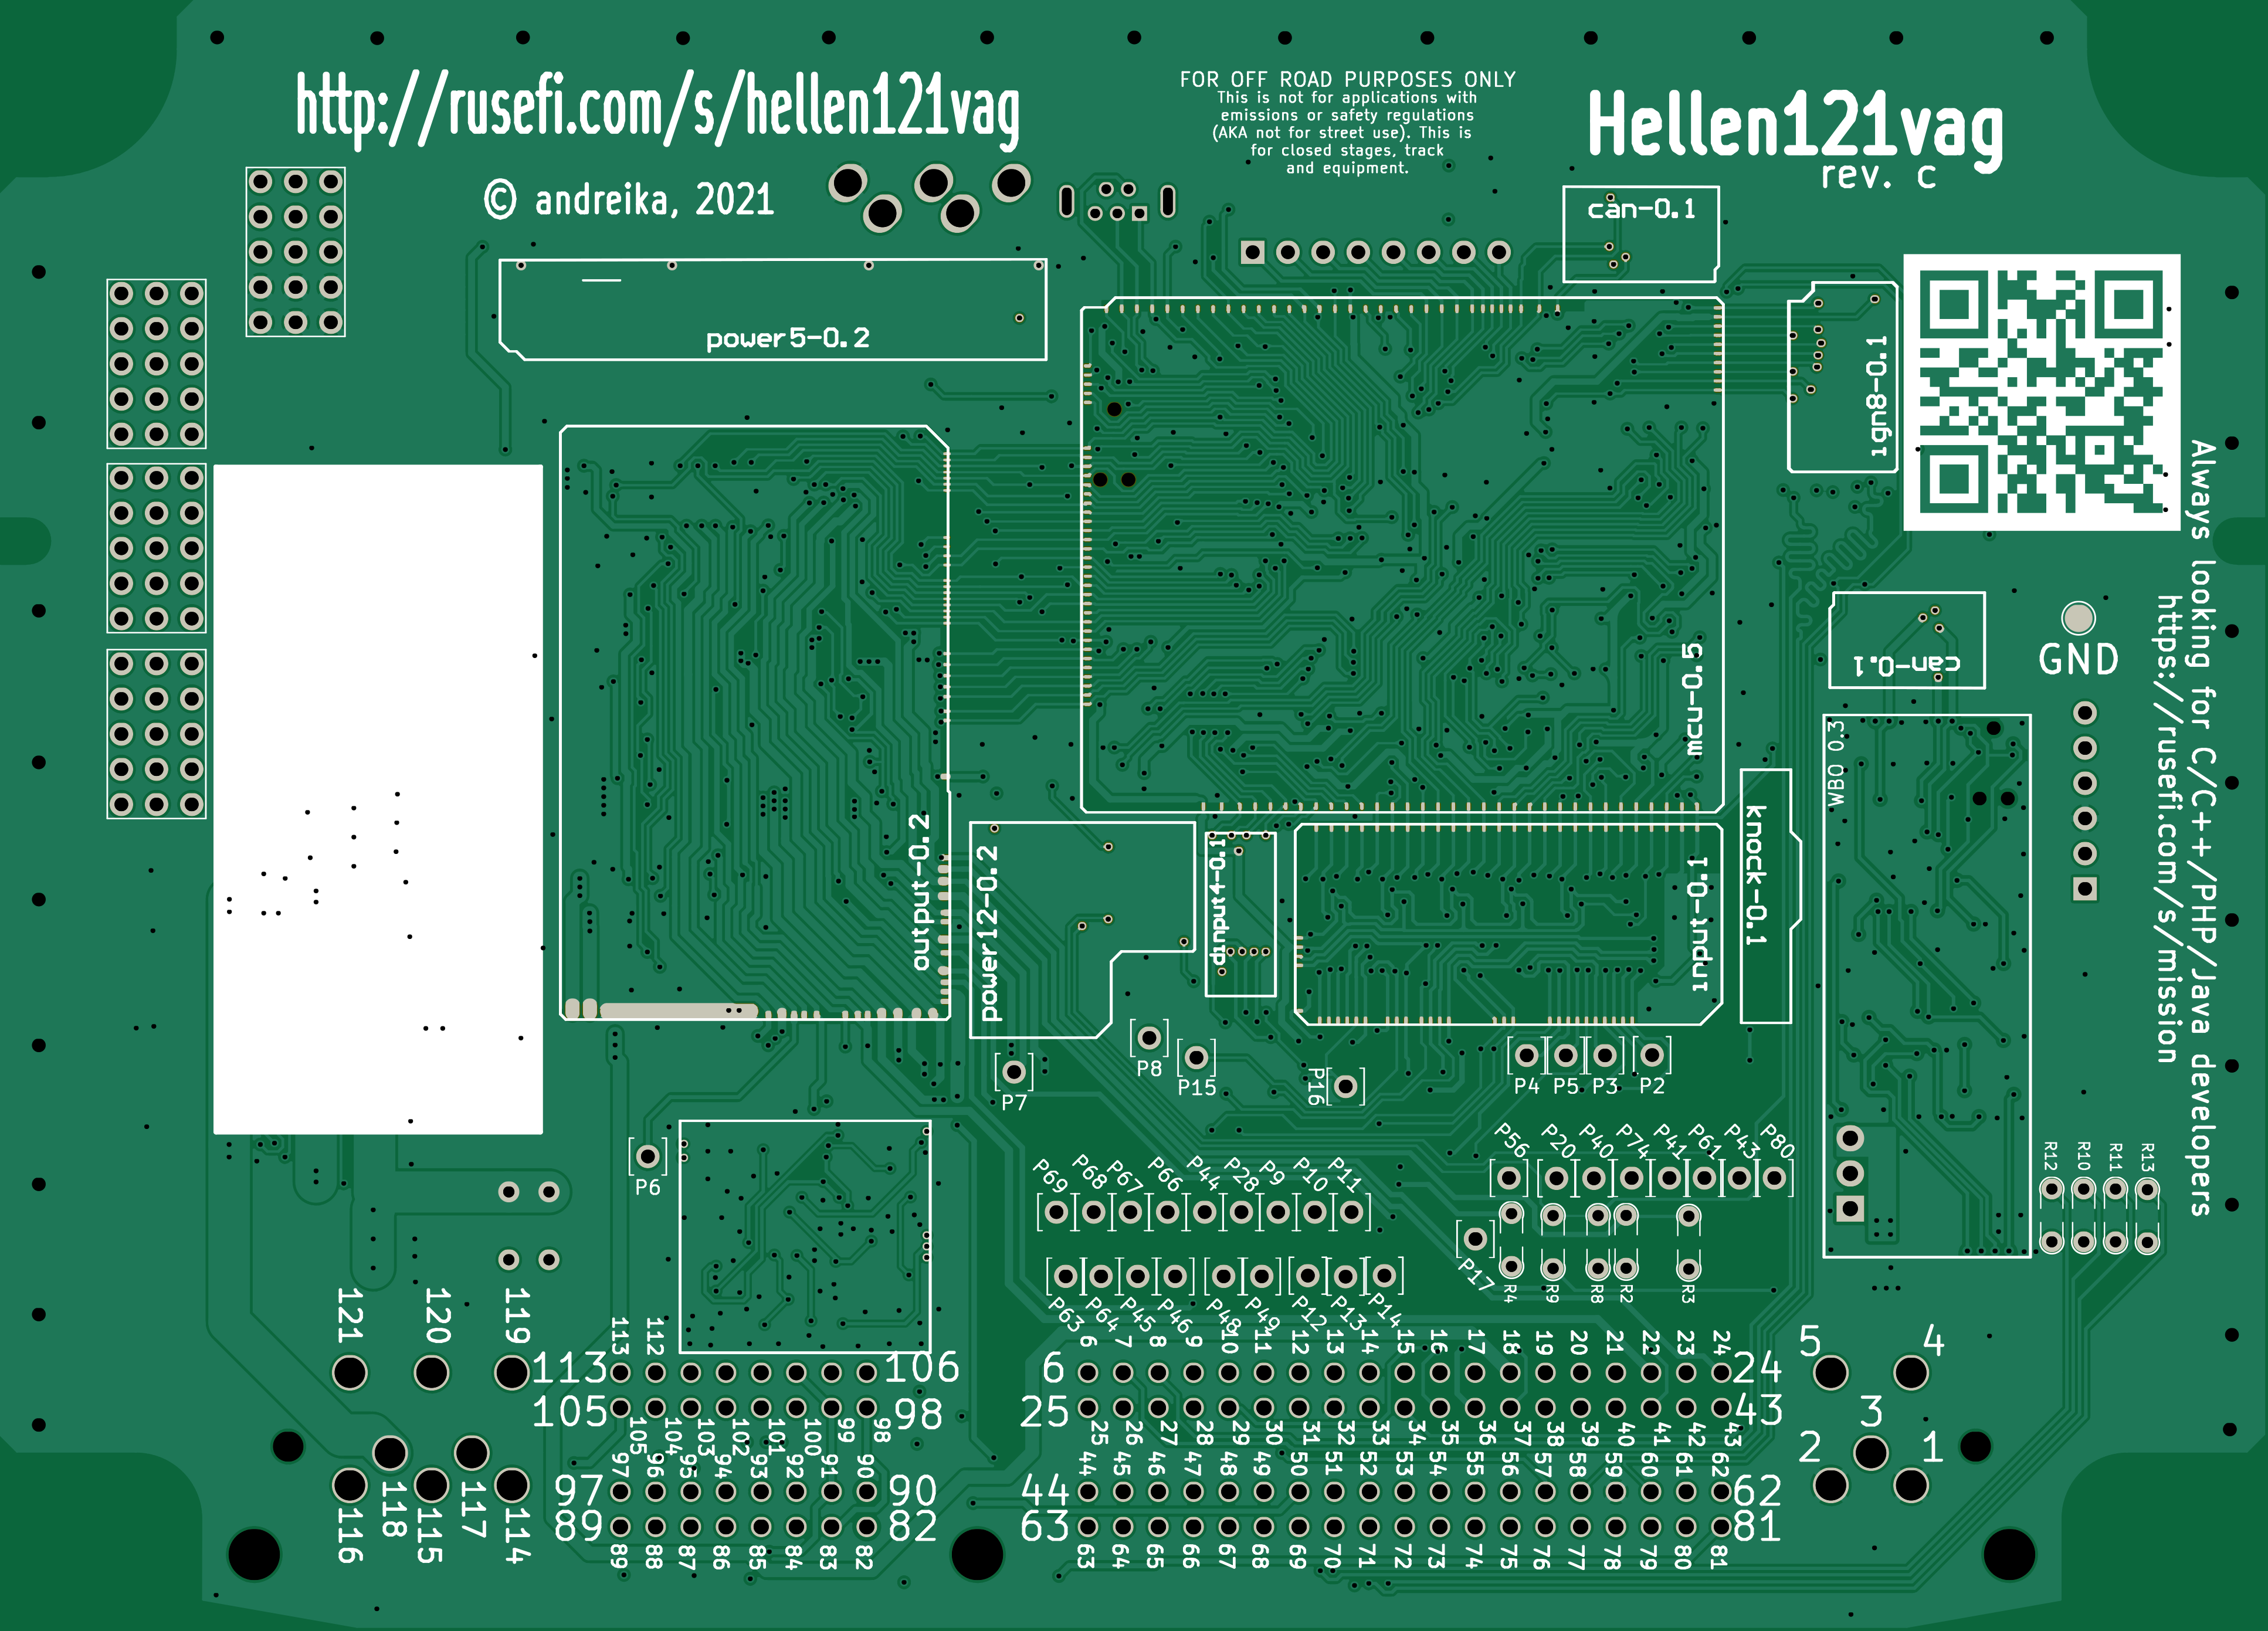 http://rusefi.com/s/hellen121vag
FOR OFF ROAD PURPOSES ONLY
This is not for applications with
emissions or safety regulations
(AKA not for street use). This is
for closed stages, track
and equipment.
Hellen121vag
rev. c
© andreika, 2021
can-0.1
power5-0.2
ign8-0.1
Always looking for C/C++/PHP/Java developers
https://rusefi.com/s/mission
can-0.1
GND
mcu-0.5
WBO 0.3
output-0.2
power12-0.2
dinput4-0.1
input-0.1
knock-0.1
P8
P15
P7
P16
P4 P5 P3 P2
P6
P56 P20 P40 P74 P41 P61 P43 P80
R12 R10 R11 R13
P69 P68 P67 P66 P44 P28 P9 P10 P11
P17
R4 R9 R8 R2 R3
P63 P64 P45 P46 P48 P49 P12 P13 P14
121 120 119
113 112
6 7 8 9 10 11 12 13 14 15 16 17 18 19 20 21 22 23 24
5 4
113 106 6 24
105 98 25 43
3
105 104 103 102 101 100 99 98
25 26 27 28 29 30 31 32 33 34 35 36 37 38 39 40 41 42 43
2 1
97 96 95 94 93 92 91 90
44 45 46 47 48 49 50 51 52 53 54 55 56 57 58 59 60 61 62
97 90 44 62
89 82 63 81
116 118 115 117 114
89 88 87 86 85 84 83 82
63 64 65 66 67 68 69 70 71 72 73 74 75 76 77 78 79 80 81